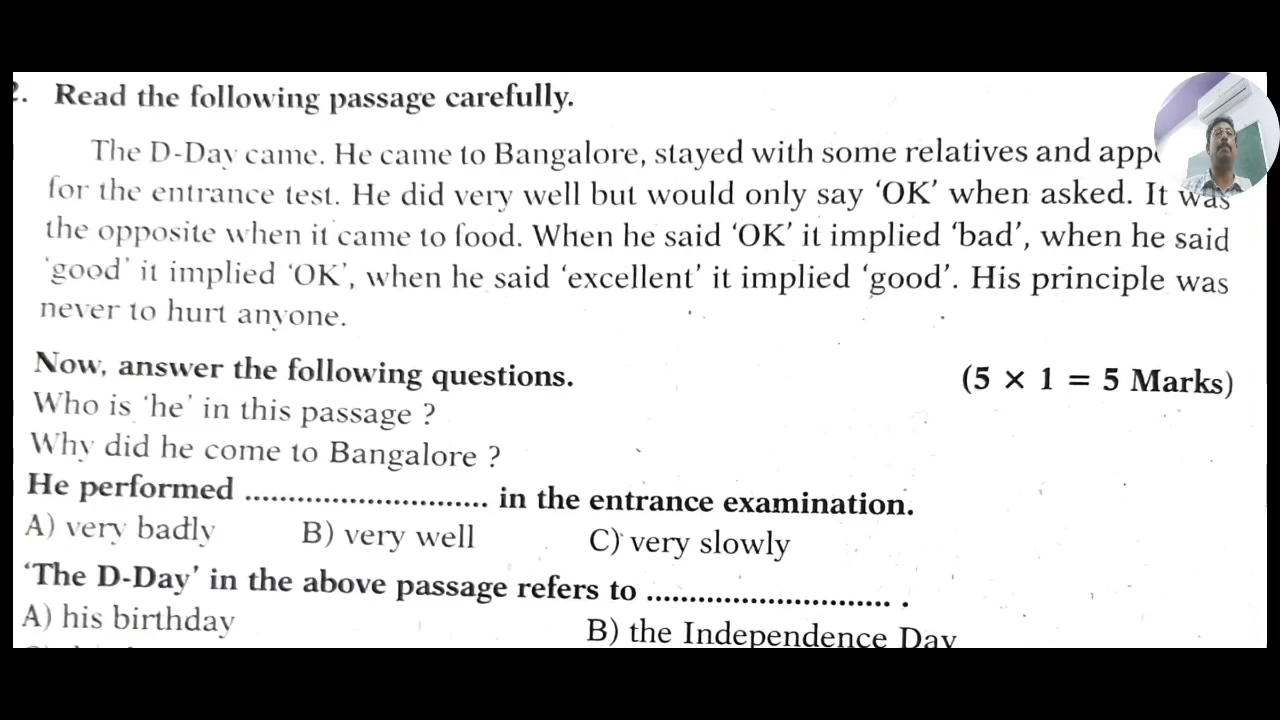 Read the following passage carefully.
The D-Day came. He came to Bangalore, stayed with some relatives and
for the entrance test. He did very well but would only say ‘OK’ when asked. It was
the opposite when it came to food. When he said ‘OK’ it implied ‘bad’, when he said
‘good’ it implied ‘OK’, when he said ‘excellent’ it implied ‘good’. His principle was
never to hurt anyone.
Now, answer the following questions. (5 × 1 = 5 Marks)
Who is ‘he’ in this passage ?
Why did he come to Bangalore ?
He performed ............................ in the entrance examination.
A) very badly B) very well C) very slowly
‘The D-Day’ in the above passage refers to ............................ .
A) his birthday B) the Independence Day